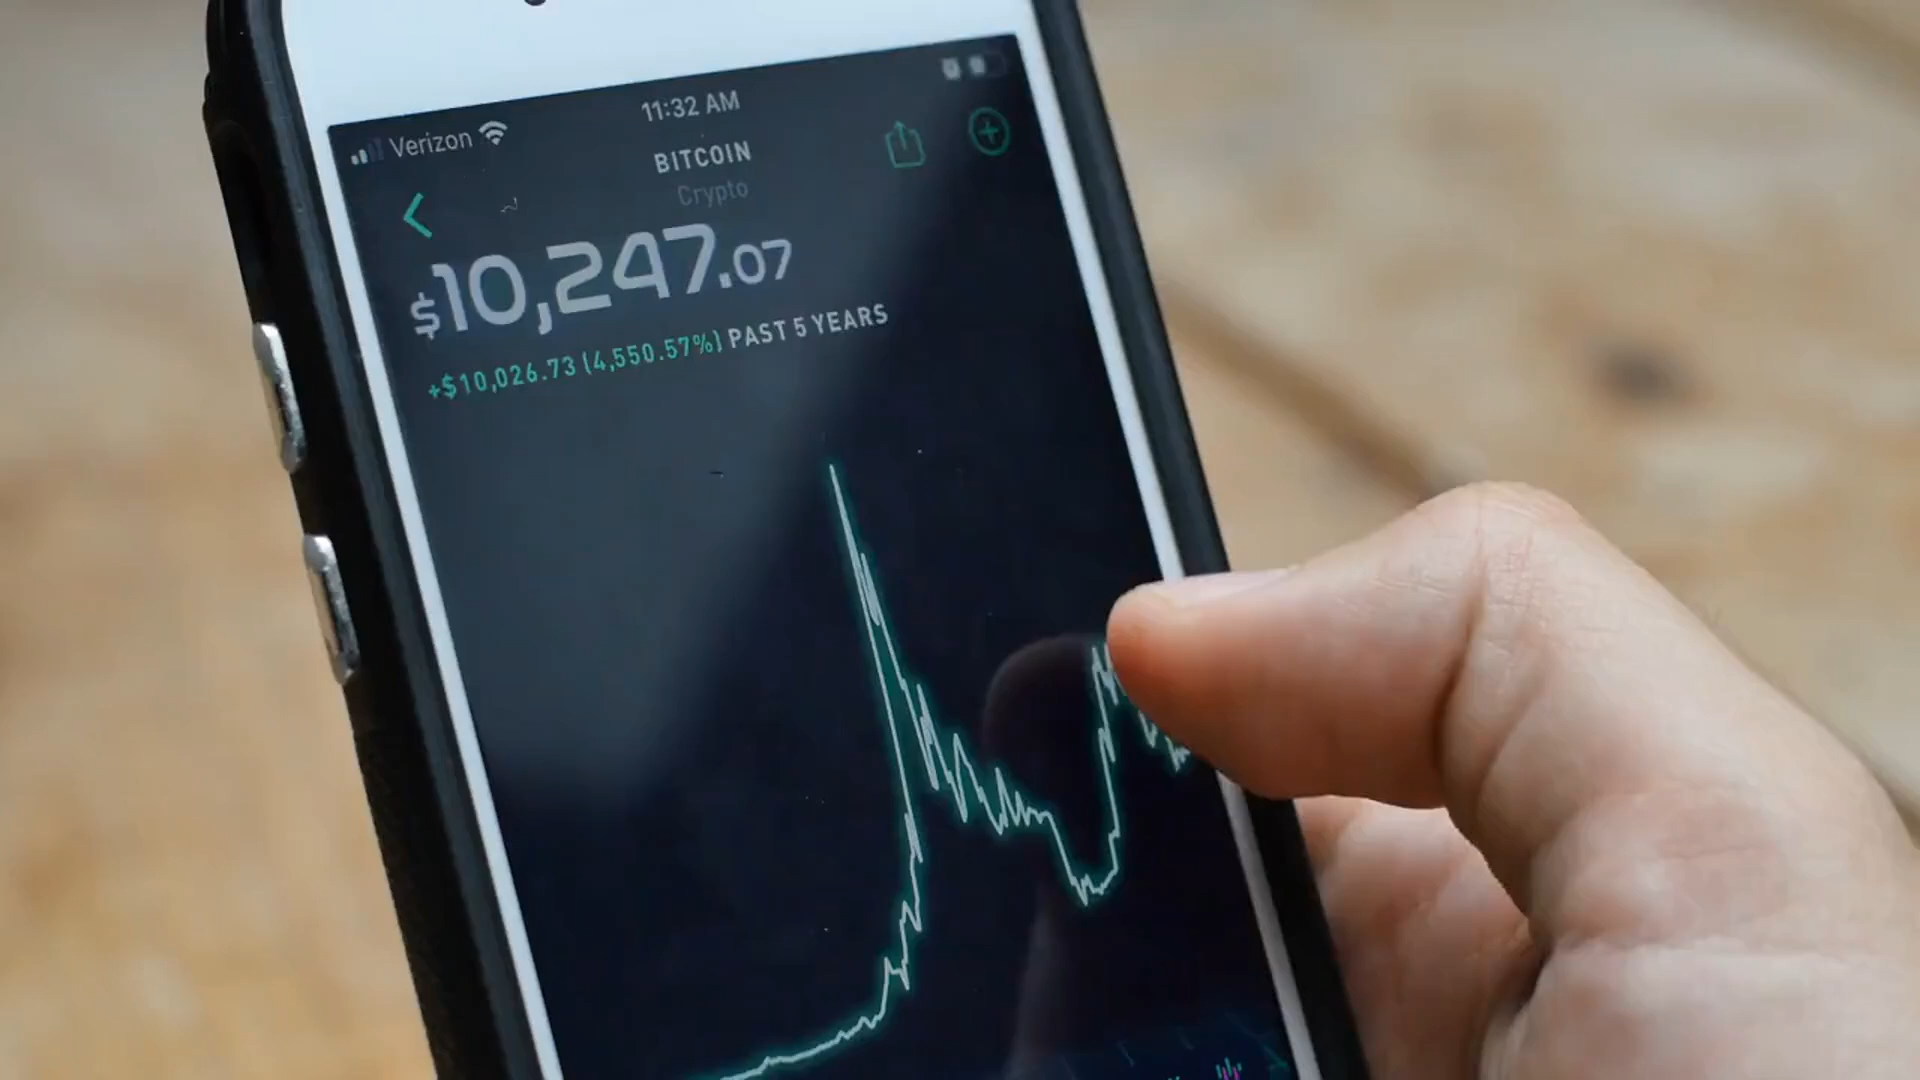 11:32 AM
Verizon
BITCOIN
Crypto
$10,247.07
+$10,026.73 (4,550.57%) PAST 5 YEARS